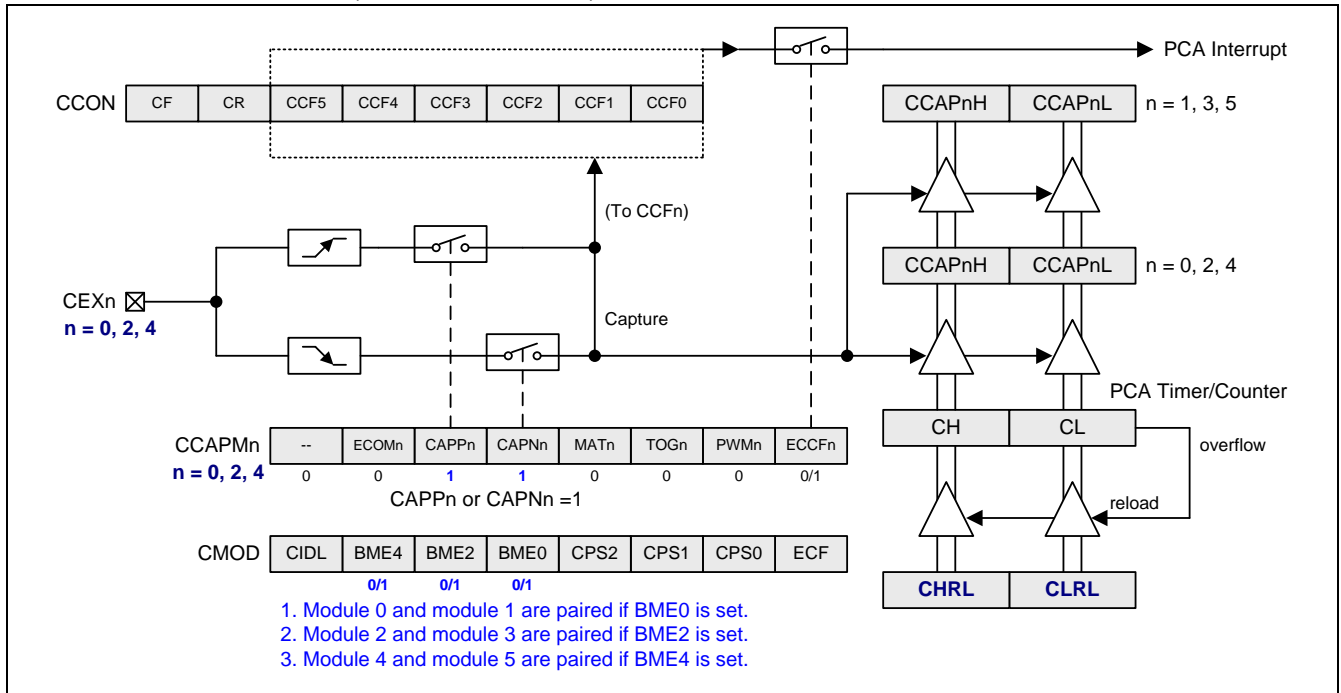 PCA Interrupt
CCON CF CR CCF5 CCF4 CCF3 CCF2 CCF1 CCF0
CCAPnH CCAPnL n = 1, 3, 5
(To CCFn)
CCAPnH CCAPnL n = 0, 2, 4
CEXn
n = 0, 2, 4
Capture
PCA Timer/Counter
CH CL
overflow
CCAPMn -- ECOMn CAPPn CAPNn MATn TOGn PWMn ECCFn
n = 0, 2, 4 0 0 1 1 0 0 0 0/1
CAPPn or CAPNn =1
reload
CMOD CIDL BME4 BME2 BME0 CPS2 CPS1 CPS0 ECF
0/1 0/1 0/1
CHRL CLRL
1. Module 0 and module 1 are paired if BME0 is set.
2. Module 2 and module 3 are paired if BME2 is set.
3. Module 4 and module 5 are paired if BME4 is set.